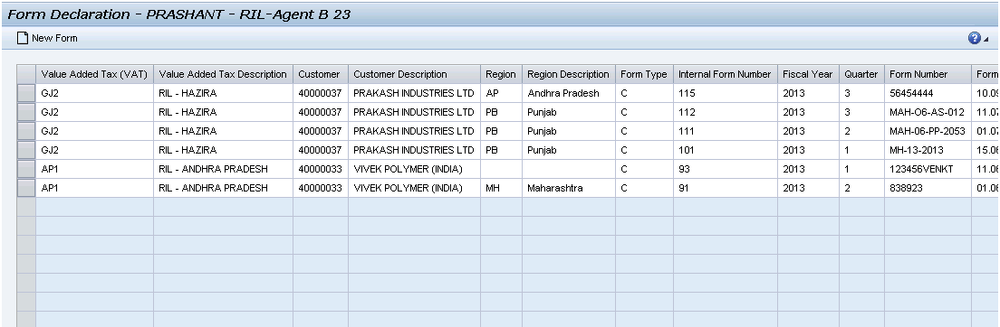 Form Declaration - PRASHANT - RIL-Agent B 23
New Form
Value Added Tax (VAT) Value Added Tax Description Customer Customer Description Region Region Description Form Type Internal Form Number Fiscal Year Quarter Form Number Form
GJ2 RIL - HAZIRA 40000037 PRAKASH INDUSTRIES LTD AP Andhra Pradesh C 115 2013 3 56454444 10.09
GJ2 RIL - HAZIRA 40000037 PRAKASH INDUSTRIES LTD PB Punjab C 112 2013 3 MAH-O6-AS-012 11.07
GJ2 RIL - HAZIRA 40000037 PRAKASH INDUSTRIES LTD PB Punjab C 111 2013 2 MAH-06-PP-2053 01.07
GJ2 RIL - HAZIRA 40000037 PRAKASH INDUSTRIES LTD PB Punjab C 101 2013 1 MH-13-2013 15.06
AP1 RIL - ANDHRA PRADESH 40000033 VIVEK POLYMER (INDIA) C 93 2013 1 123456VENKT 11.06
AP1 RIL - ANDHRA PRADESH 40000033 VIVEK POLYMER (INDIA) MH Maharashtra C 91 2013 2 838923 01.06